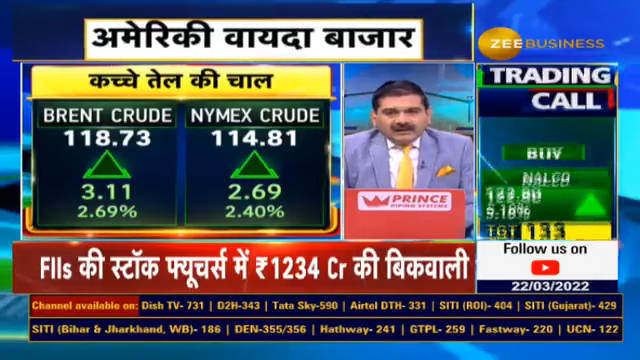 अमेरिकी वायदा बाजार
ZEE BUSINESS
कच्चे तेल की चाल
BRENT CRUDE
118.73
3.11
2.69%
NYMEX CRUDE
114.81
2.69
2.40%
PRINCE
PIPING SYSTEMS
TRADING
CALL
BUY
NALCO
TGT 133
FIIs की स्टॉक फ्यूचर्स में ₹1234 Cr की बिकवाली
Follow us on
22/03/2022
Channel available on: Dish TV- 731 | D2H-343 | Tata Sky-590 | Airtel DTH- 331 | SITI (ROI)- 404 | SITI (Gujarat)- 429
SITI (Bihar & Jharkhand, WB)- 186 | DEN-355/356 | Hathway- 241 | GTPL- 259 | Fastway- 220 | UCN- 122